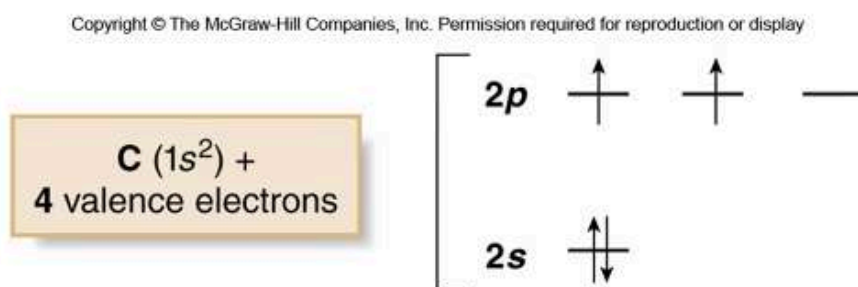 Copyright © The McGraw-Hill Companies, Inc. Permission required for reproduction or display
2p
C (1s²) +
4 valence electrons
2s